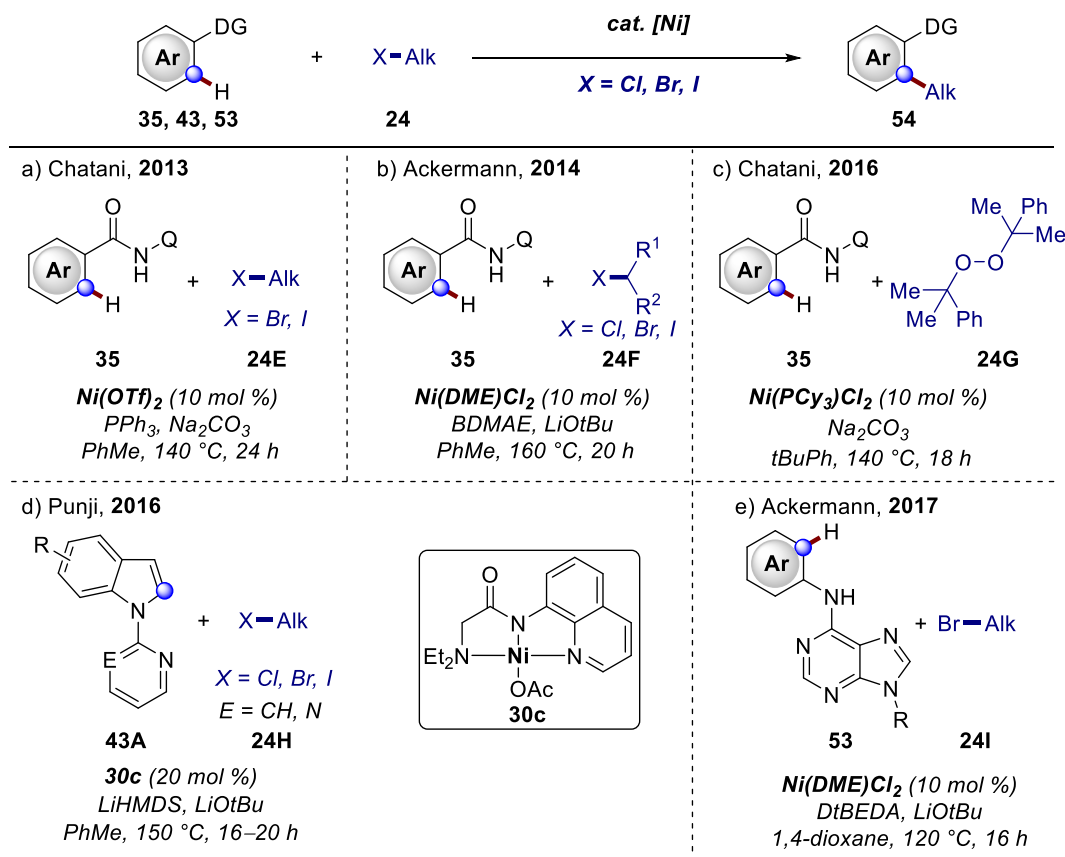 DG
Ar
H
35, 43, 53
+
X Alk
24
cat. [Ni]
X = Cl, Br, I
DG
Ar
Alk
54
a) Chatani, 2013
O
Q
N
H
Ar
H
35
+
X Alk
X = Br, I
24E
Ni(OTf)2 (10 mol %)
PPh3, Na2CO3
PhMe, 140 °C, 24 h
b) Ackermann, 2014
O
Q
N
H
Ar
H
35
+
R1
X
R2
X = Cl, Br, I
24F
Ni(DME)Cl2 (10 mol %)
BDMAE, LiOtBu
PhMe, 160 °C, 20 h
c) Chatani, 2016
O
Q
N
H
Ar
H
35
+
Me Ph
Me
O–O
Me
Me Ph
24G
Ni(PCy3)Cl2 (10 mol %)
Na2CO3
tBuPh, 140 °C, 18 h
d) Punji, 2016
R
N
E N
43A
+
X Alk
X = Cl, Br, I
E = CH, N
24H
30c (20 mol %)
LiHMDS, LiOtBu
PhMe, 150 °C, 16–20 h
O
N
Et2N Ni N
OAc
30c
e) Ackermann, 2017
H
Ar
NH
N N
N N
R
53
+
Br Alk
24I
Ni(DME)Cl2 (10 mol %)
DtBEDA, LiOtBu
1,4-dioxane, 120 °C, 16 h